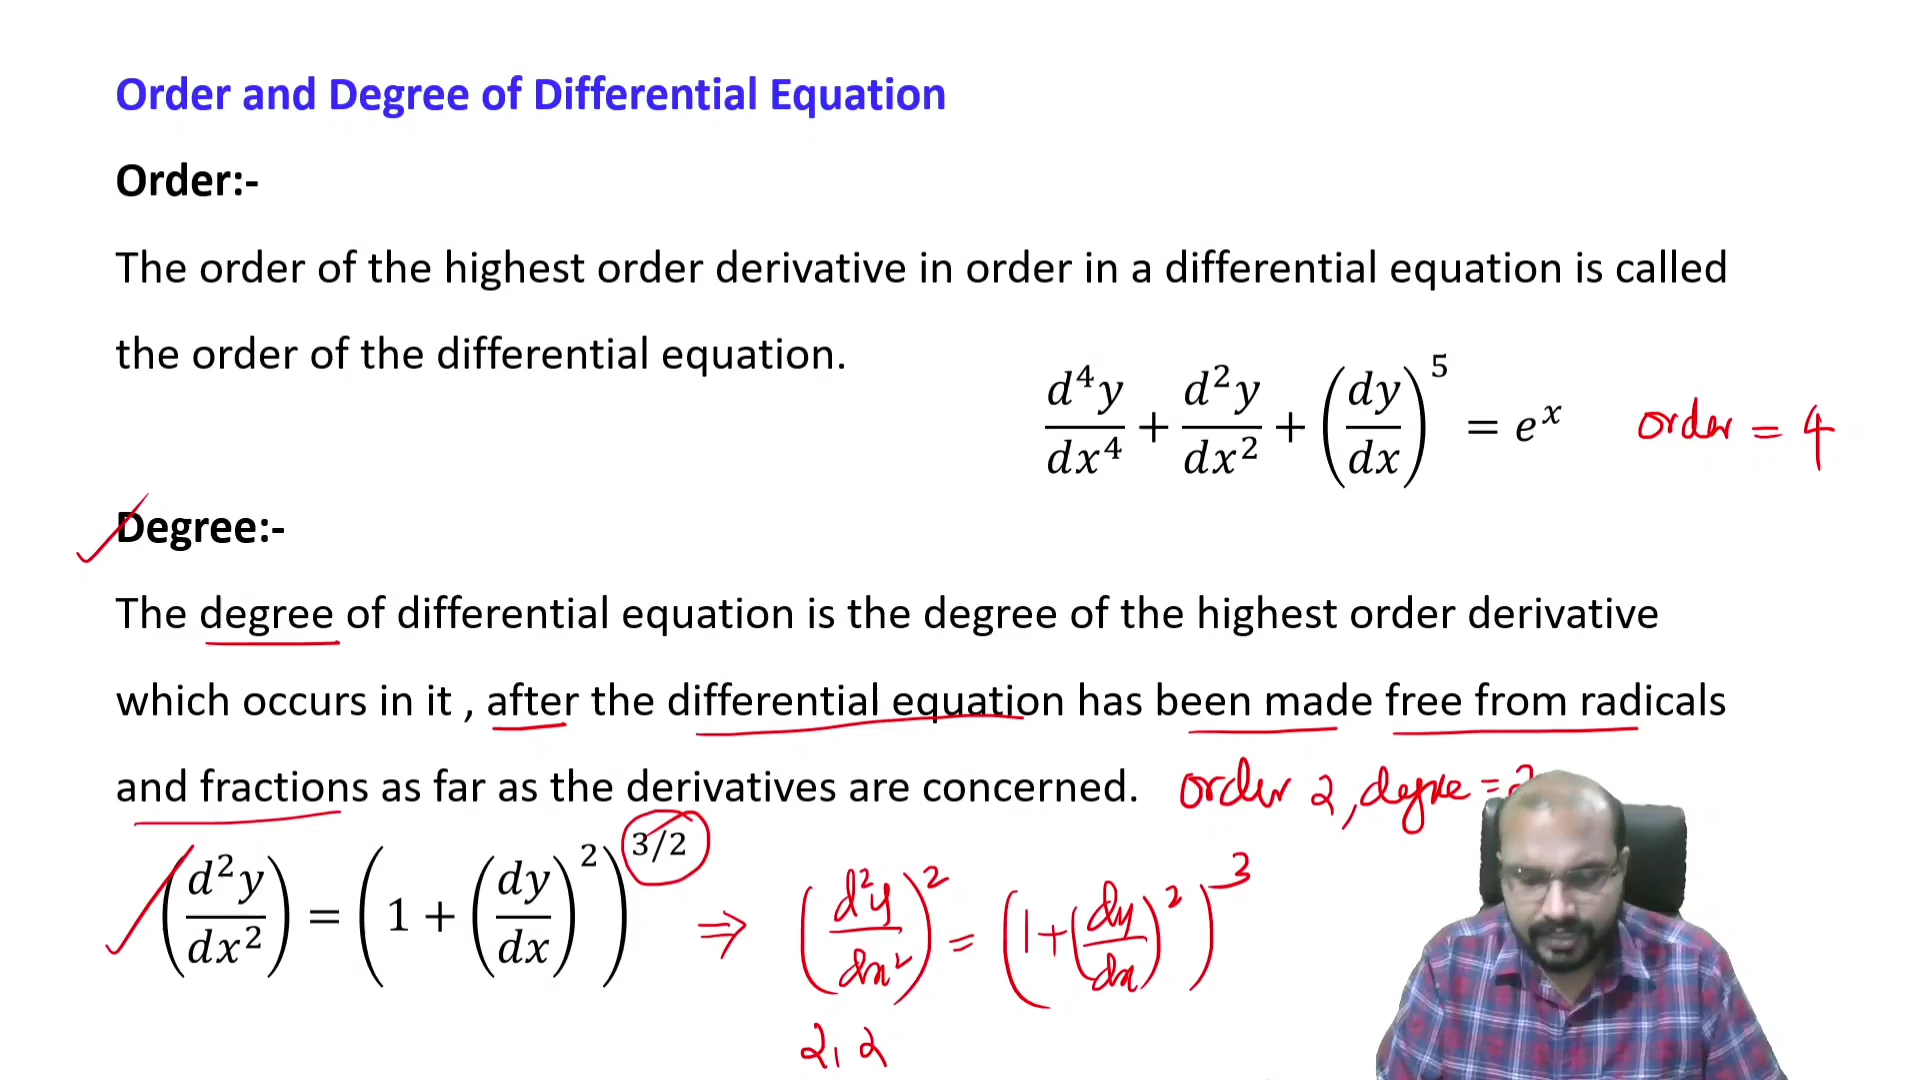 Order and Degree of Differential Equation
Order:-
The order of the highest order derivative in order in a differential equation is called
the order of the differential equation.
d⁴y/dx⁴ + d²y/dx² + (dy/dx)⁵ = eˣ order = 4
Degree:-
The degree of differential equation is the degree of the highest order derivative
which occurs in it , after the differential equation has been made free from radicals
and fractions as far as the derivatives are concerned. order 2, degree =
(d²y/dx²) = (1 + (dy/dx)²)^3/2 ⇒ (d²y/dx²)² = (1+(dy/dx)²)³
2, 2